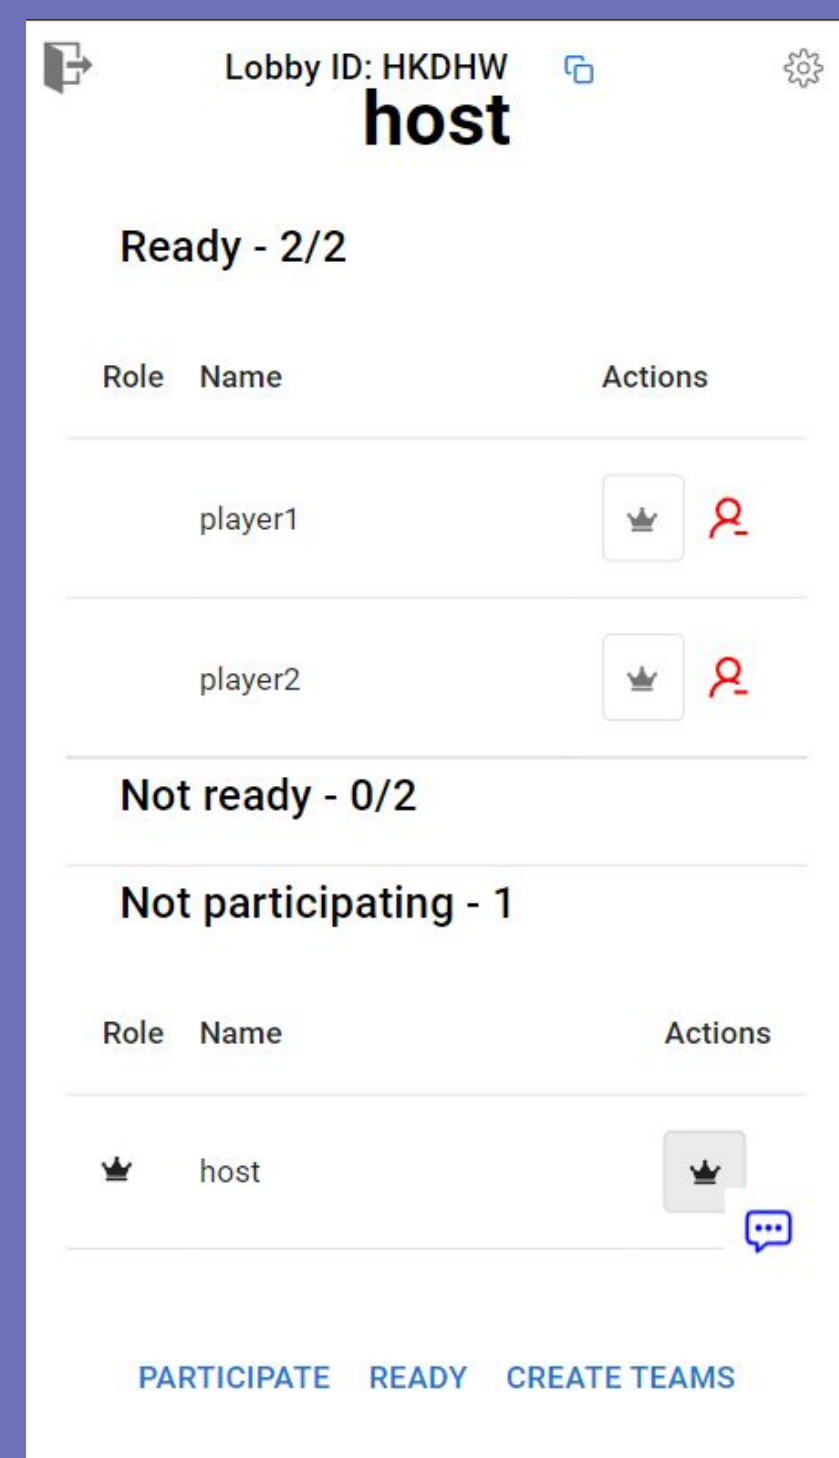 Lobby ID: HKDHW
host
Ready - 2/2
Role Name Actions
player1
player2
Not ready - 0/2
Not participating - 1
Role Name Actions
host
PARTICIPATE READY CREATE TEAMS